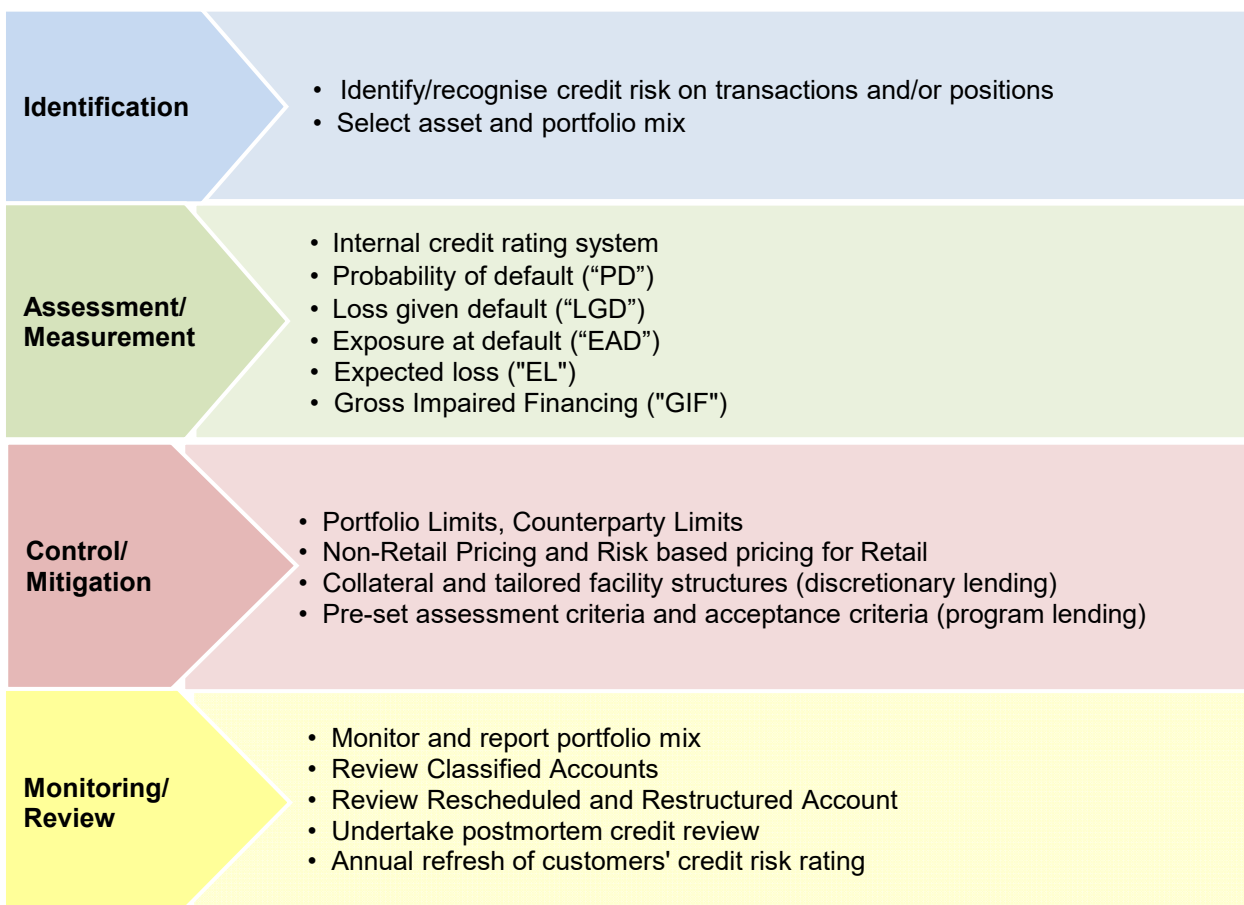 Identification
• Identify/recognise credit risk on transactions and/or positions
• Select asset and portfolio mix
Assessment/
Measurement
• Internal credit rating system
• Probability of default (“PD”)
• Loss given default (“LGD”)
• Exposure at default (“EAD”)
• Expected loss ("EL")
• Gross Impaired Financing ("GIF")
Control/
Mitigation
• Portfolio Limits, Counterparty Limits
• Non-Retail Pricing and Risk based pricing for Retail
• Collateral and tailored facility structures (discretionary lending)
• Pre-set assessment criteria and acceptance criteria (program lending)
Monitoring/
Review
• Monitor and report portfolio mix
• Review Classified Accounts
• Review Rescheduled and Restructured Account
• Undertake postmortem credit review
• Annual refresh of customers' credit risk rating